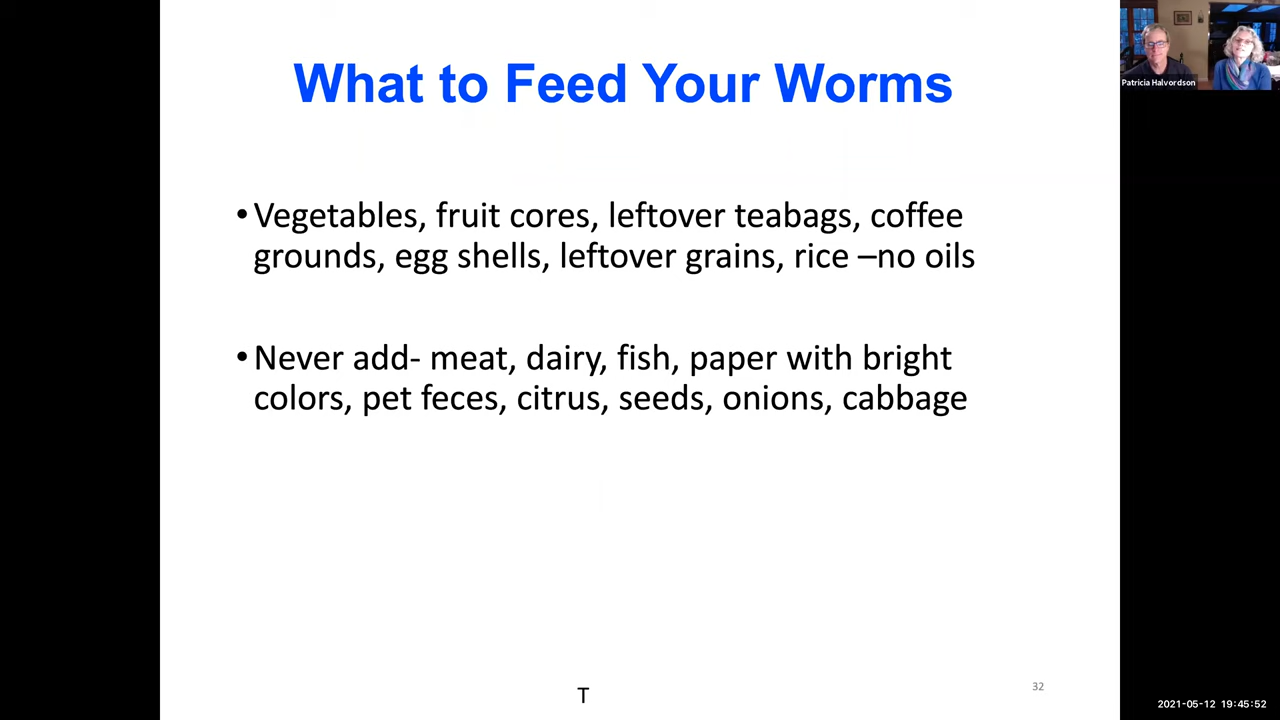 What to Feed Your Worms
•Vegetables, fruit cores, leftover teabags, coffee
grounds, egg shells, leftover grains, rice –no oils
•Never add- meat, dairy, fish, paper with bright
colors, pet feces, citrus, seeds, onions, cabbage
T
32
Patricia Halvordson
2021-05-12 19:45:52